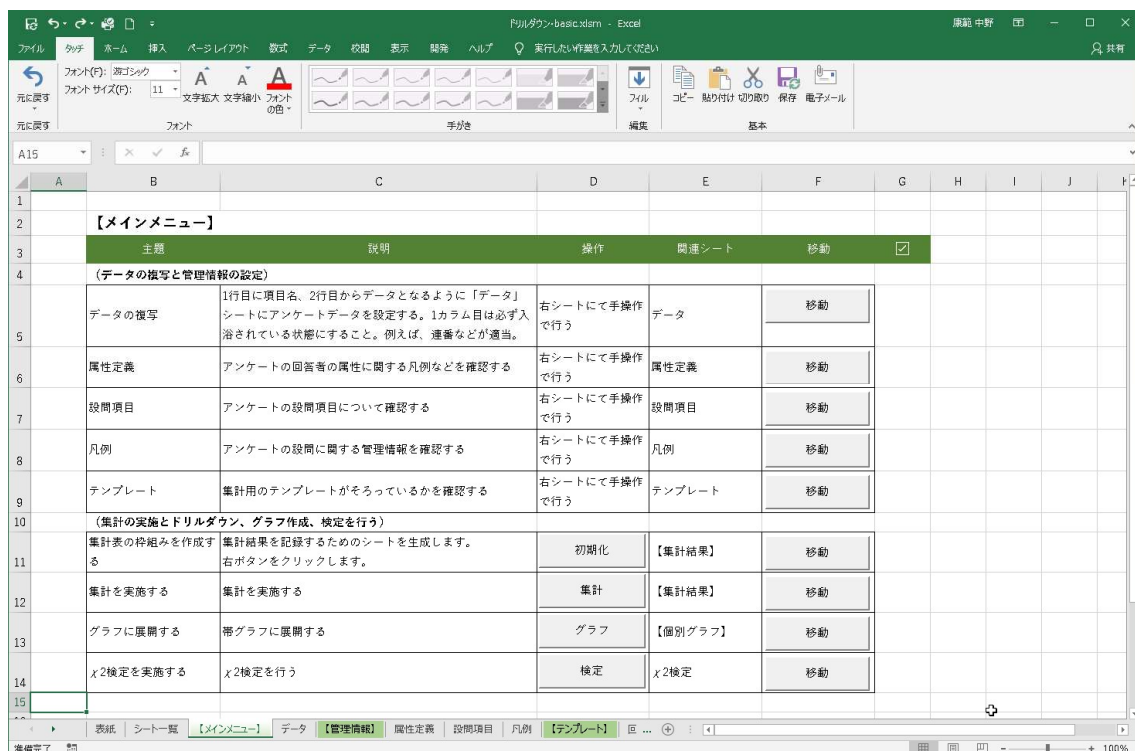 ドリルダウン-basic.xlsm - Excel
康範 中野
ファイル タッチ ホーム 挿入 ページ レイアウト 数式 データ 校閲 表示 開発 ヘルプ 実行したい作業を入力してください 共有
フォント(F): 游ゴシック
フォント サイズ(F): 11
元に戻す 文字拡大 文字縮小 フォントの色 フィル コピー 貼り付け 切り取り 保存 電子メール
元に戻す フォント 手がき 編集 基本
A15 fx
A B C D E F G H I J
1
2 【メインメニュー】
3 主題 説明 操作 関連シート 移動
4 (データの複写と管理情報の設定)
5 データの複写 1行目に項目名、2行目からデータとなるように「データ」シートにアンケートデータを設定する。1カラム目は必ず入浴されている状態にすること。例えば、連番などが適当。 右シートにて手操作で行う データ 移動
6 属性定義 アンケートの回答者の属性に関する凡例などを確認する 右シートにて手操作で行う 属性定義 移動
7 設問項目 アンケートの設問項目について確認する 右シートにて手操作で行う 設問項目 移動
8 凡例 アンケートの設問に関する管理情報を確認する 右シートにて手操作で行う 凡例 移動
9 テンプレート 集計用のテンプレートがそろっているかを確認する 右シートにて手操作で行う テンプレート 移動
10 (集計の実施とドリルダウン、グラフ作成、検定を行う)
11 集計表の枠組みを作成する 集計結果を記録するためのシートを生成します。右ボタンをクリックします。 初期化 【集計結果】 移動
12 集計を実施する 集計を実施する 集計 【集計結果】 移動
13 グラフに展開する 帯グラフに展開する グラフ 【個別グラフ】 移動
14 χ2検定を実施する χ2検定を行う 検定 χ2検定 移動
15
表紙 シート一覧 【メインメニュー】 データ 【管理情報】 属性定義 設問項目 凡例 【テンプレート】 ...
準備完了 100%